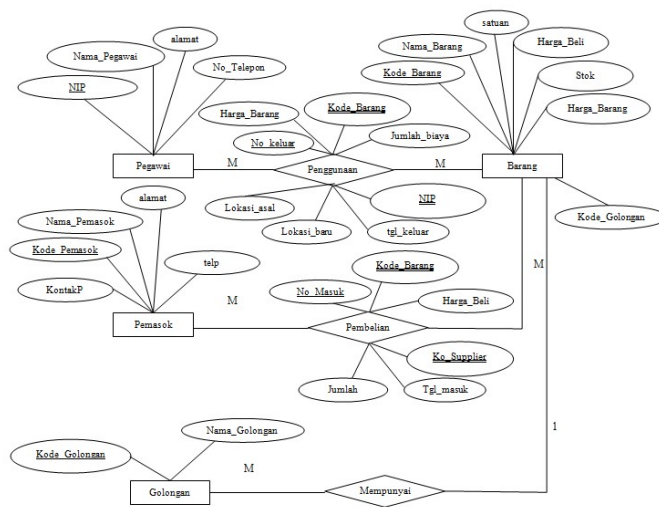 satuan
alamat
Harga_Beli
Nama_Barang
Nama_Pegawai
No_Telepon
Kode_Barang
Stok
NIP
Kode_Barang
Harga_Barang
Harga_Barang
No_keluar
Jumlah_biaya
Pegawai
M
Penggunaan
M
Barang
alamat
Lokasi_asal
NIP
Kode_Golongan
Nama_Pemasok
Lokasi_baru
tgl_keluar
Kode_Pemasok
telp
Kode_Barang
M
KontakP
M
No_Masuk
Harga_Beli
Pemasok
Pembelian
Ko_Supplier
Jumlah
Tgl_masuk
Nama_Golongan
1
Kode_Golongan
M
Golongan
Mempunyai